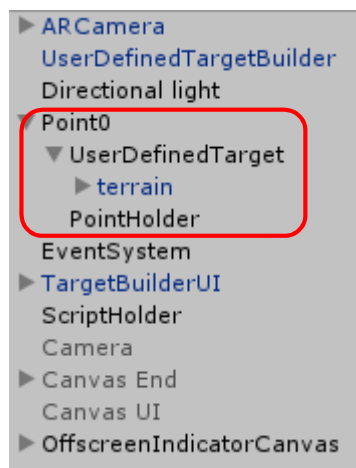 ARCamera
UserDefinedTargetBuilder
Directional light
Point0
UserDefinedTarget
terrain
PointHolder
EventSystem
TargetBuilderUI
ScriptHolder
Camera
Canvas End
Canvas UI
OffscreenIndicatorCanvas